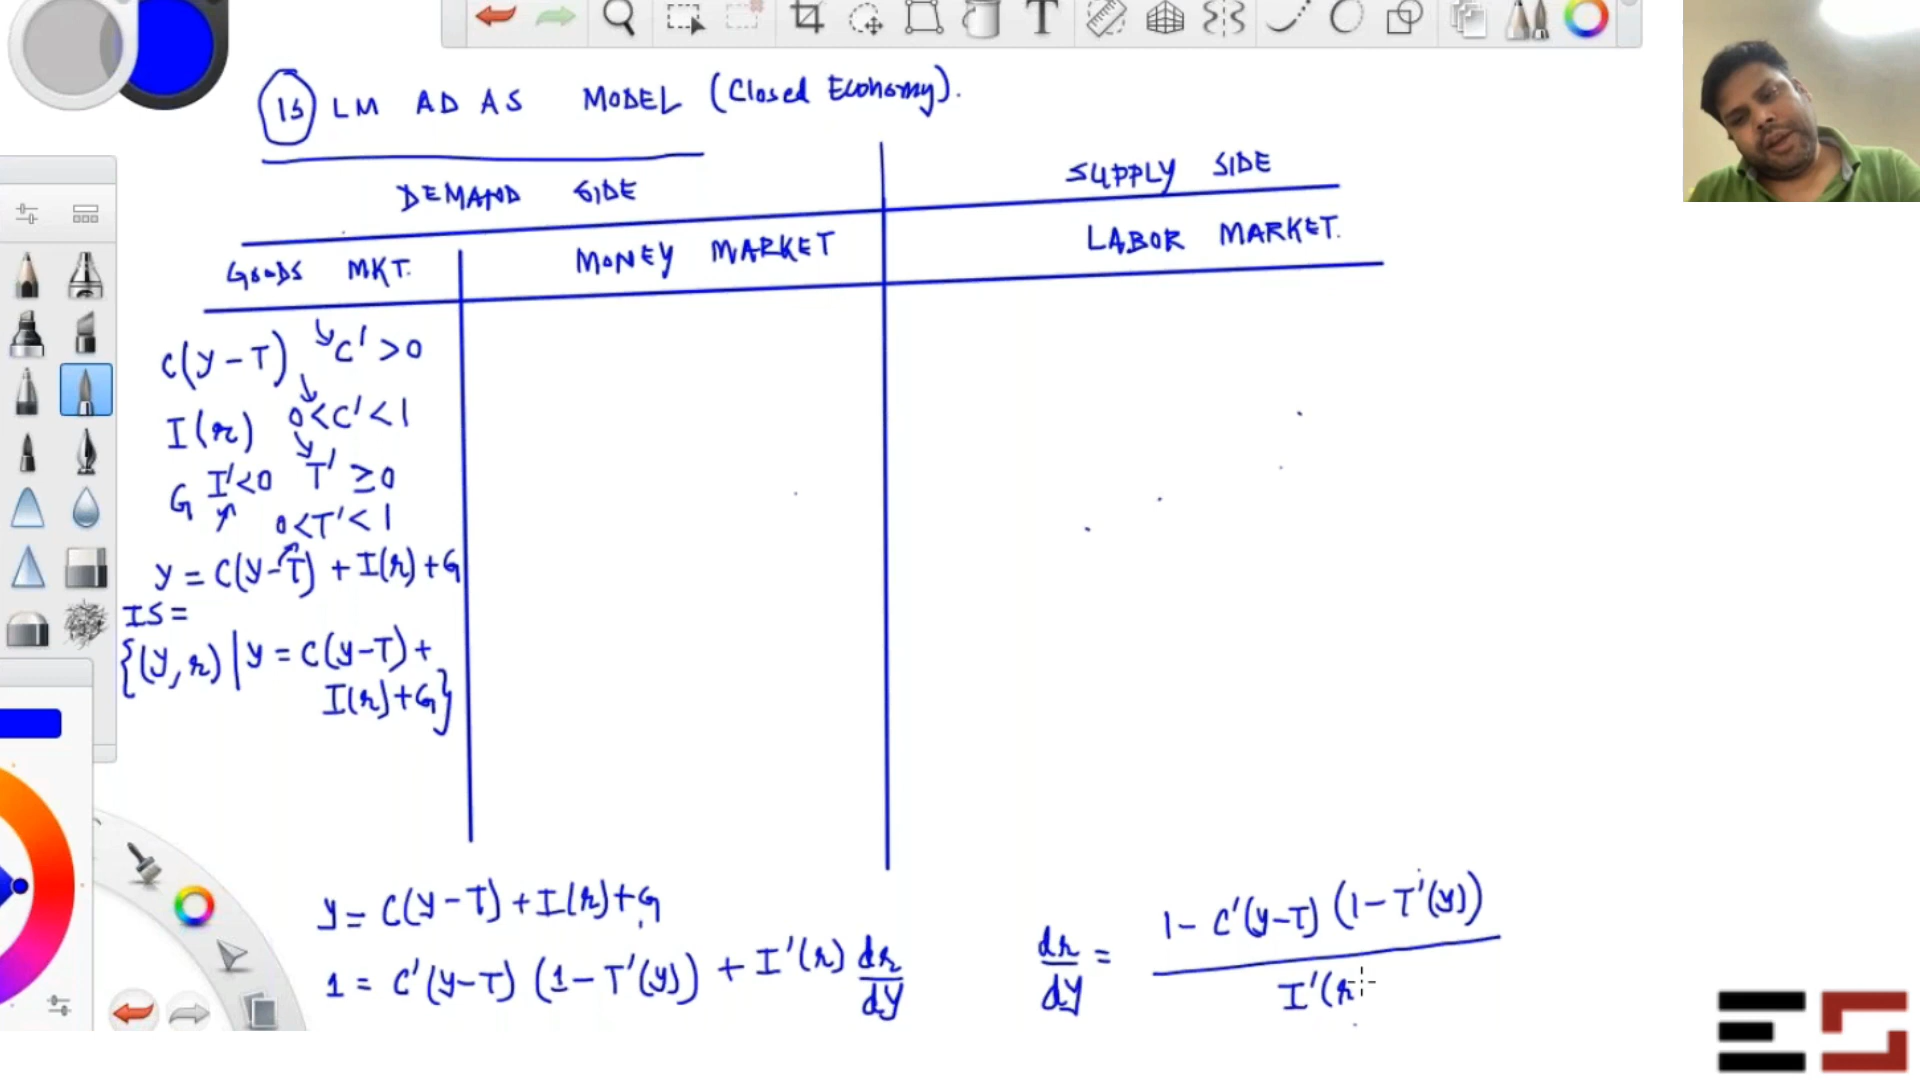 IS LM AD AS MODEL (Closed Economy).
DEMAND SIDE
SUPPLY SIDE
GOODS MKT.
MONEY MARKET
LABOR MARKET.
C(Y-T) C' > 0
I(r) 0 < C' < 1
G I' < 0 T' ≥ 0
0 < T' < 1
Y = C(Y-T) + I(r) + G
IS =
{(Y, r) | Y = C(Y-T) +
I(r) + G}
Y = C(Y-T) + I(r) + G
1 = C'(Y-T) (1 - T'(Y)) + I'(r) dr/dY
dr/dY = 1 - C'(Y-T) (1 - T'(Y)) / I'(r
ES